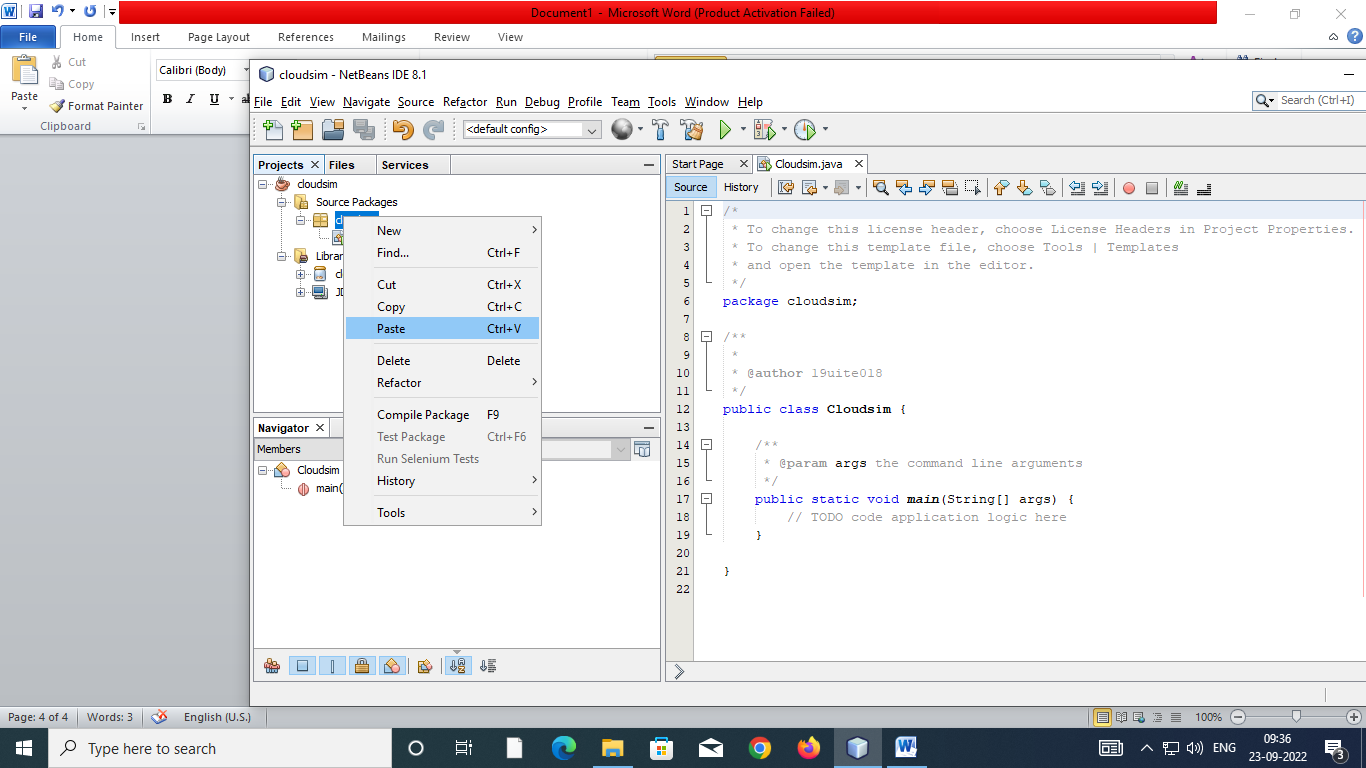 Document1 - Microsoft Word (Product Activation Failed)
File Home Insert Page Layout References Mailings Review View
Cut
Copy
Paste
Format Painter
Clipboard
Calibri (Body)
B I U
cloudsim - NetBeans IDE 8.1
File Edit View Navigate Source Refactor Run Debug Profile Team Tools Window Help
Search (Ctrl+I)
<default config>
Projects Files Services
cloudsim
Source Packages
New
Find... Ctrl+F
Cut Ctrl+X
Copy Ctrl+C
Paste Ctrl+V
Delete Delete
Refactor
Compile Package F9
Test Package Ctrl+F6
Run Selenium Tests
History
Tools
Navigator
Members
Cloudsim
main(
Start Page Cloudsim.java
Source History
1 /*
2 * To change this license header, choose License Headers in Project Properties.
3 * To change this template file, choose Tools | Templates
4 * and open the template in the editor.
5 */
6 package cloudsim;
7
8 /**
9 *
10 * @author 19uite018
11 */
12 public class Cloudsim {
13
14 /**
15 * @param args the command line arguments
16 */
17 public static void main(String[] args) {
18 // TODO code application logic here
19 }
20
21 }
22
Page: 4 of 4 Words: 3 English (U.S.) 100%
Type here to search
ENG
09:36
23-09-2022
3